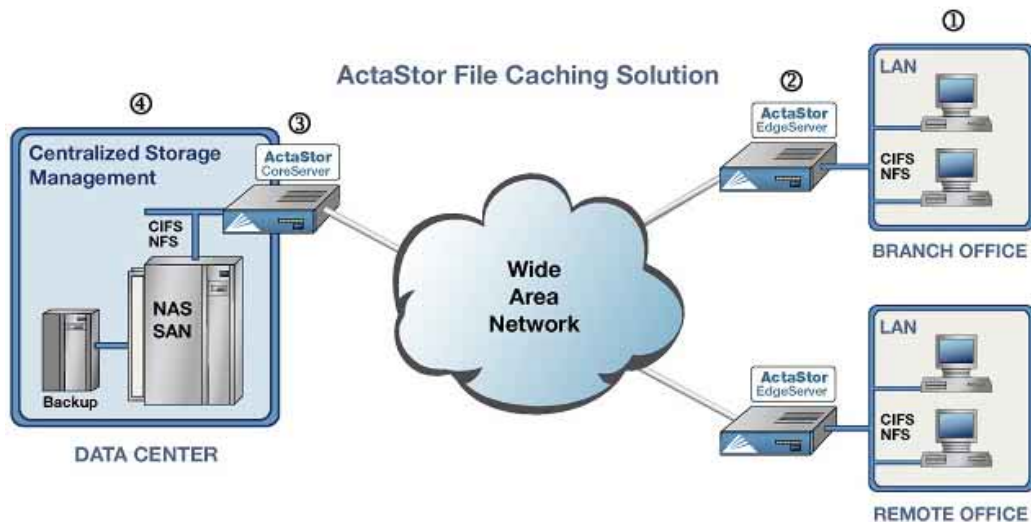 ActaStor File Caching Solution
④
Centralized Storage
Management
③
ActaStor
CoreServer
CIFS
NFS
NAS
SAN
Backup
DATA CENTER
Wide
Area
Network
②
ActaStor
EdgeServer
①
LAN
CIFS
NFS
BRANCH OFFICE
ActaStor
EdgeServer
LAN
CIFS
NFS
REMOTE OFFICE